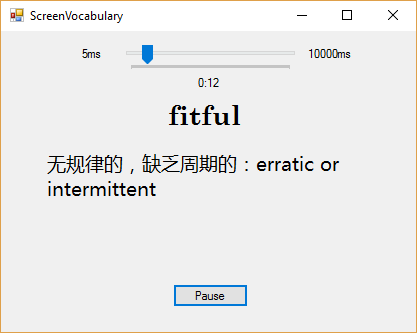 ScreenVocabulary
5ms 10000ms
0:12
fitful
无规律的，缺乏周期的：erratic or
intermittent
Pause